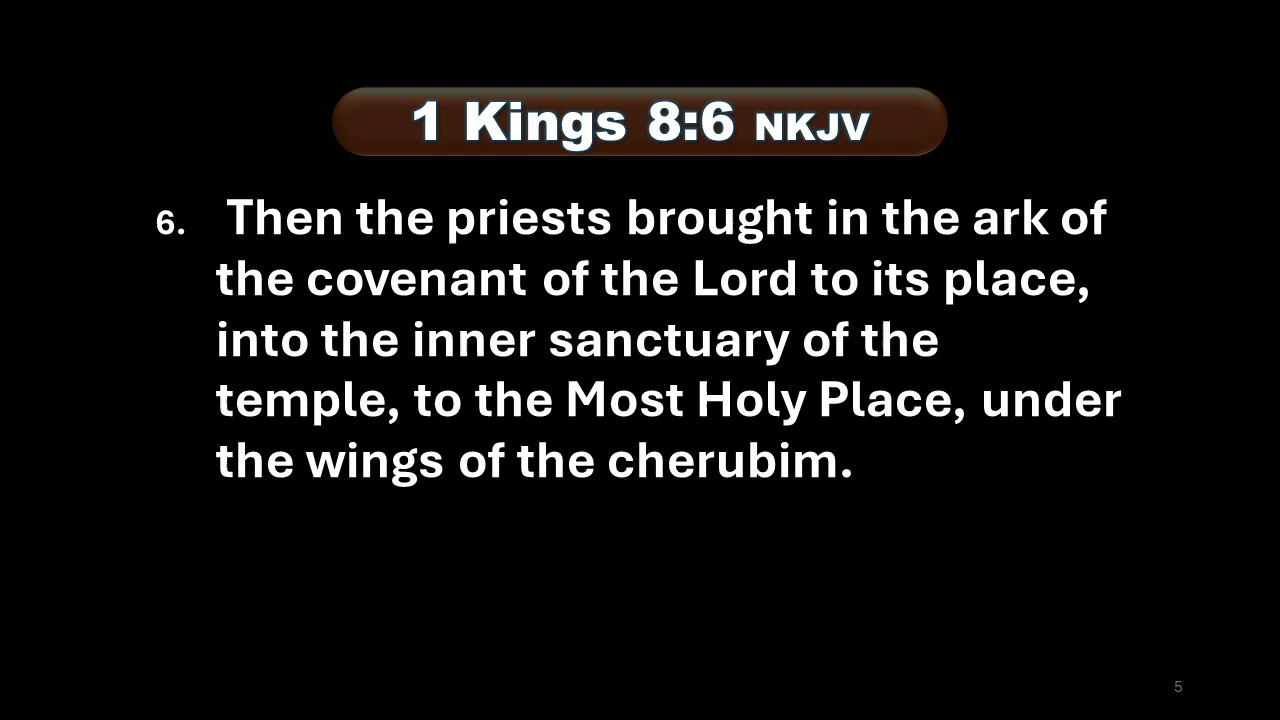 1 Kings 8:6 NKJV
6. Then the priests brought in the ark of
the covenant of the Lord to its place,
into the inner sanctuary of the
temple, to the Most Holy Place, under
the wings of the cherubim.
5